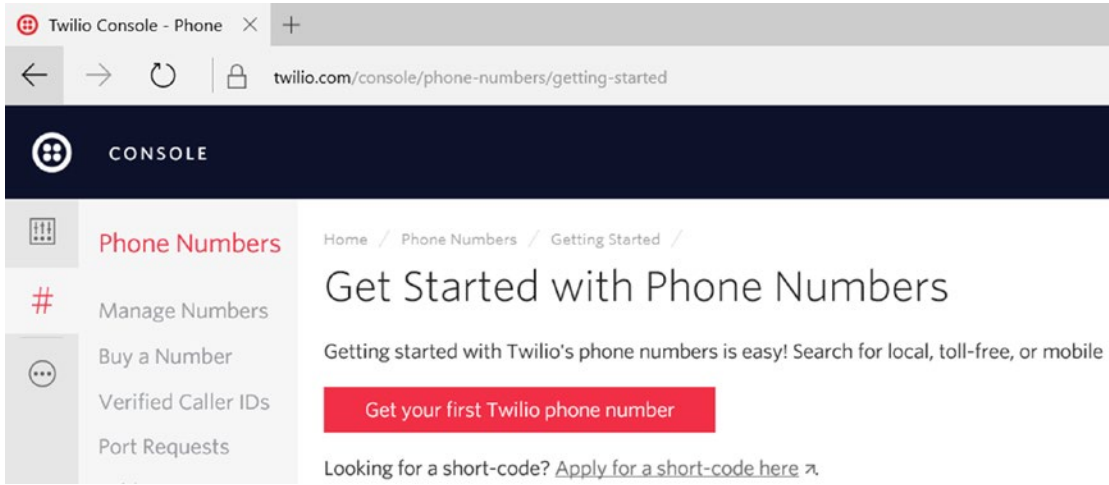 Twilio Console - Phone
twilio.com/console/phone-numbers/getting-started
CONSOLE
Phone Numbers
Manage Numbers
Buy a Number
Verified Caller IDs
Port Requests
Home / Phone Numbers / Getting Started /
Get Started with Phone Numbers
Getting started with Twilio's phone numbers is easy! Search for local, toll-free, or mobile
Get your first Twilio phone number
Looking for a short-code? Apply for a short-code here